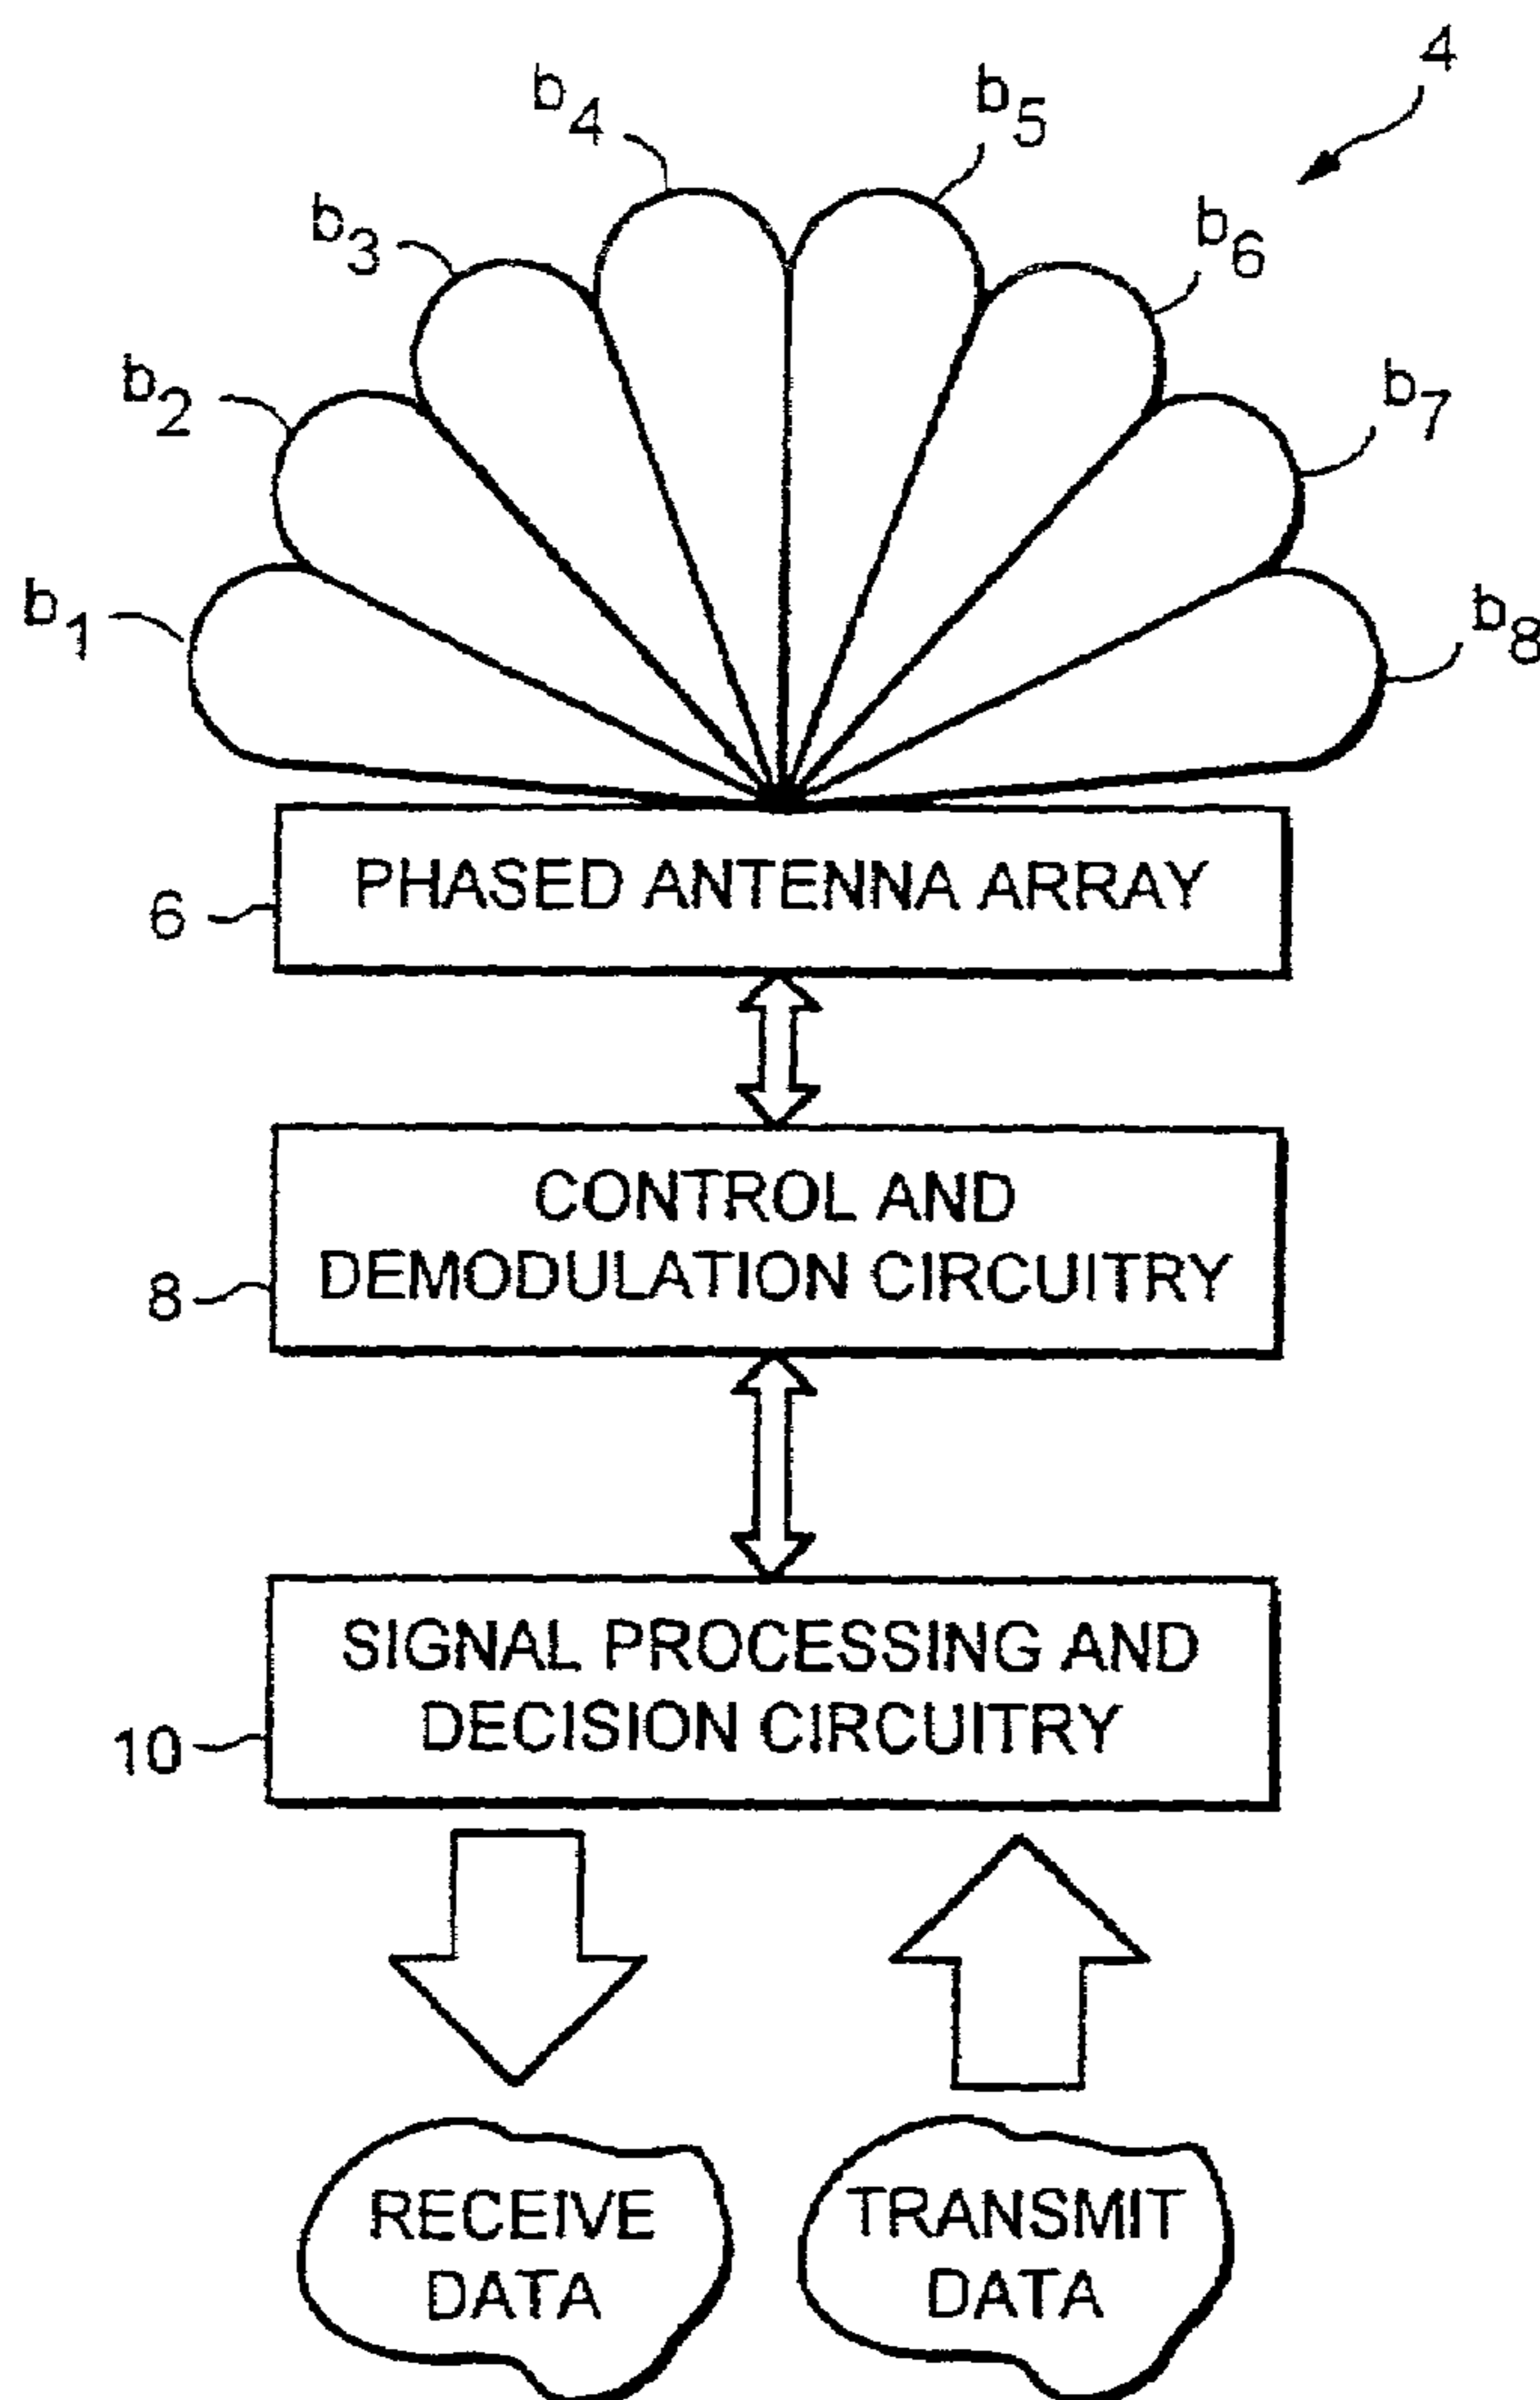 4
b4
b5
b3
b6
b2
b7
b1
b8
PHASED ANTENNA ARRAY
6
CONTROL AND
DEMODULATION CIRCUITRY
8
SIGNAL PROCESSING AND
DECISION CIRCUITRY
10
RECEIVE
DATA
TRANSMIT
DATA